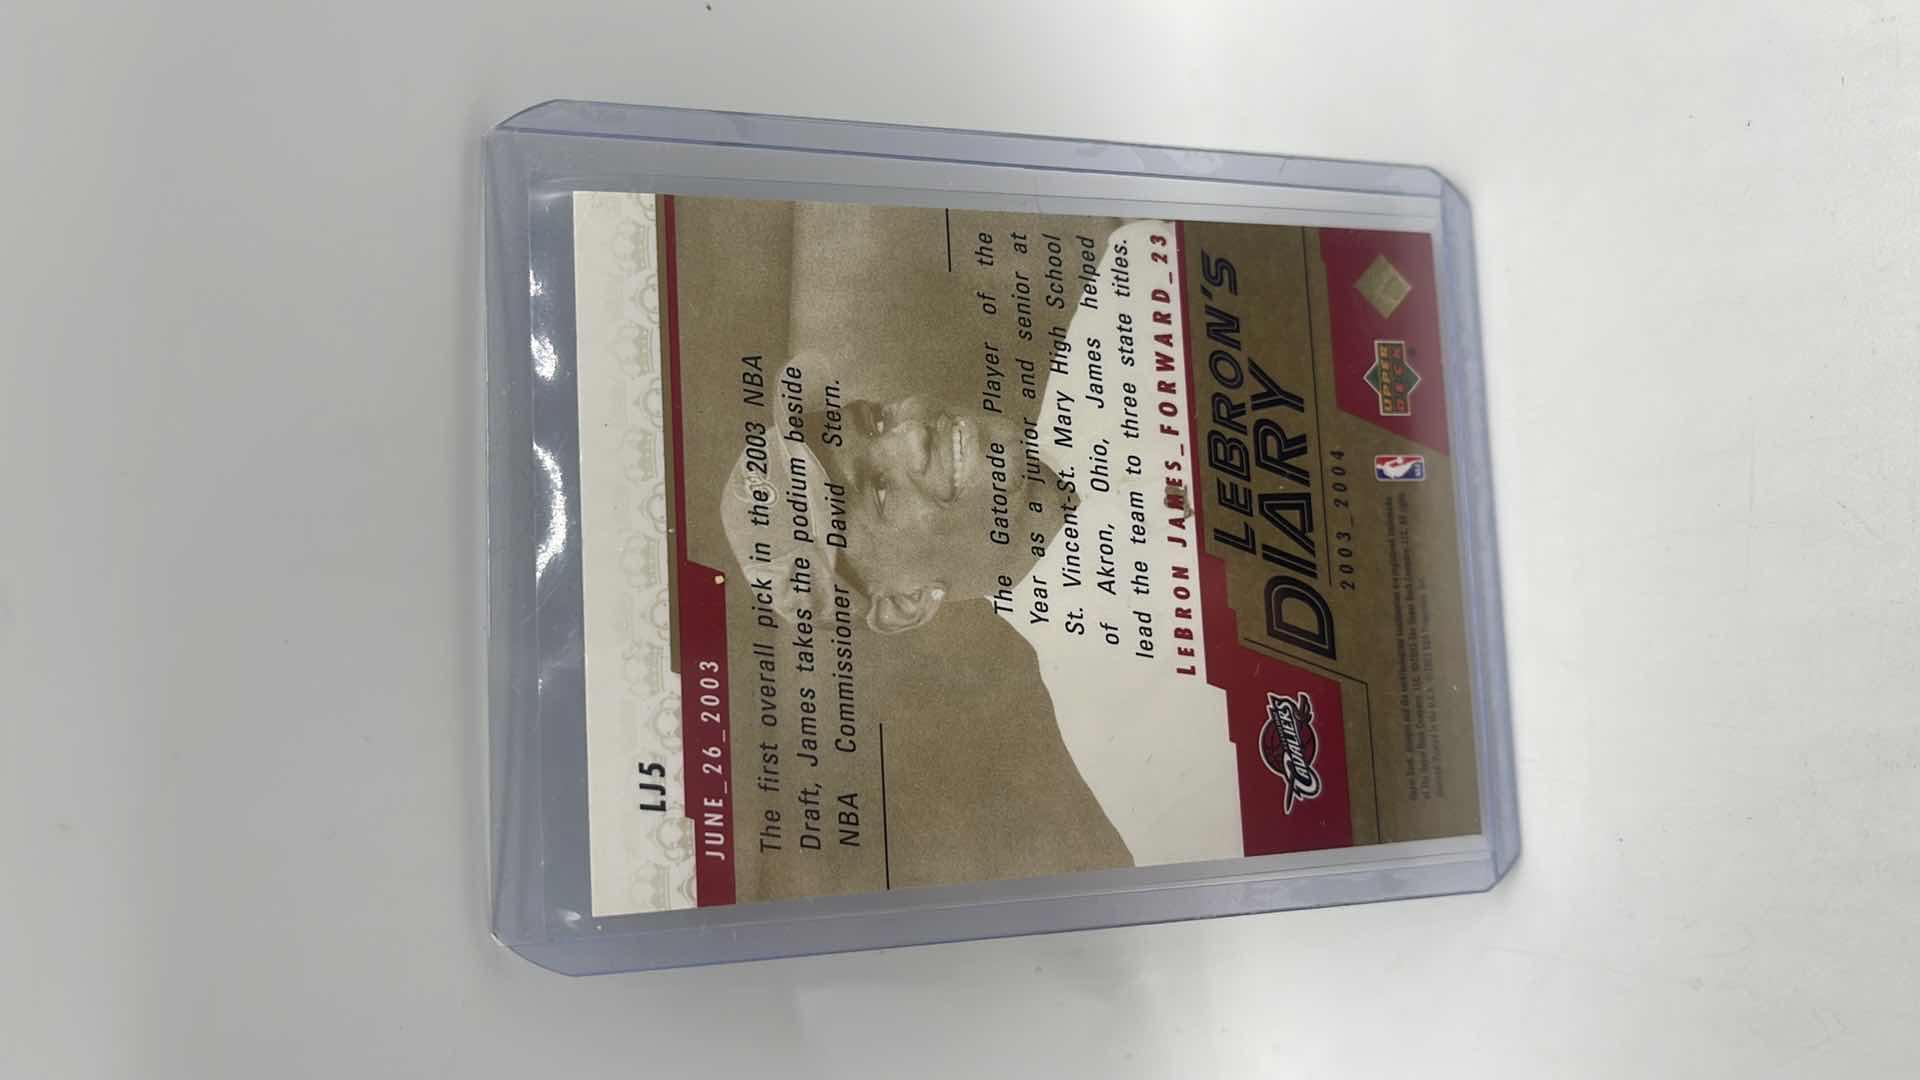 LJ5
JUNE_26_2003
The first overall pick in the 2003 NBA
Draft, James takes the podium beside
NBA Commissioner David Stern.
The Gatorade Player of the
Year as a junior and senior at
St. Vincent-St. Mary High School
of Akron, Ohio, James helped
lead the team to three state titles.
LEBRON JAMES_FORWARD_23
LEBRON'S
DIARY
2003_2004
CAVALIERS
UPPER
DECK